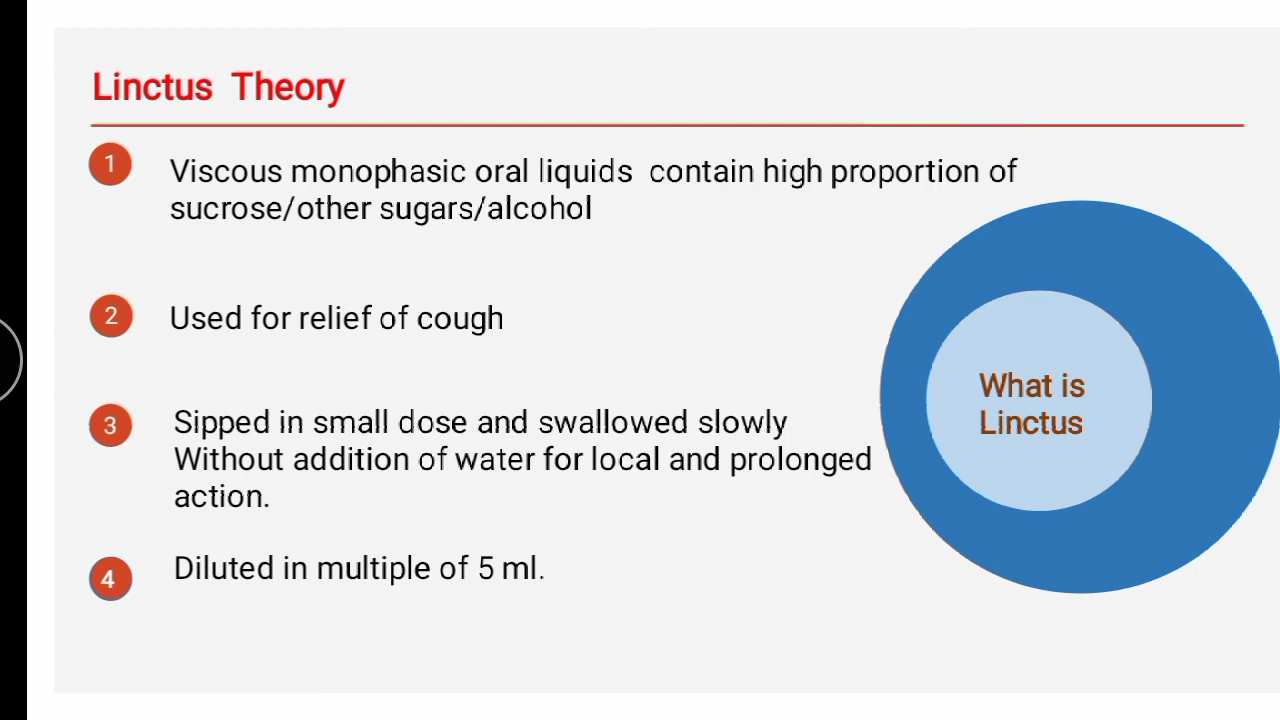 Linctus Theory
1
Viscous monophasic oral liquids contain high proportion of
sucrose/other sugars/alcohol
2
Used for relief of cough
3
Sipped in small dose and swallowed slowly
Without addition of water for local and prolonged
action.
4
Diluted in multiple of 5 ml.
What is
Linctus